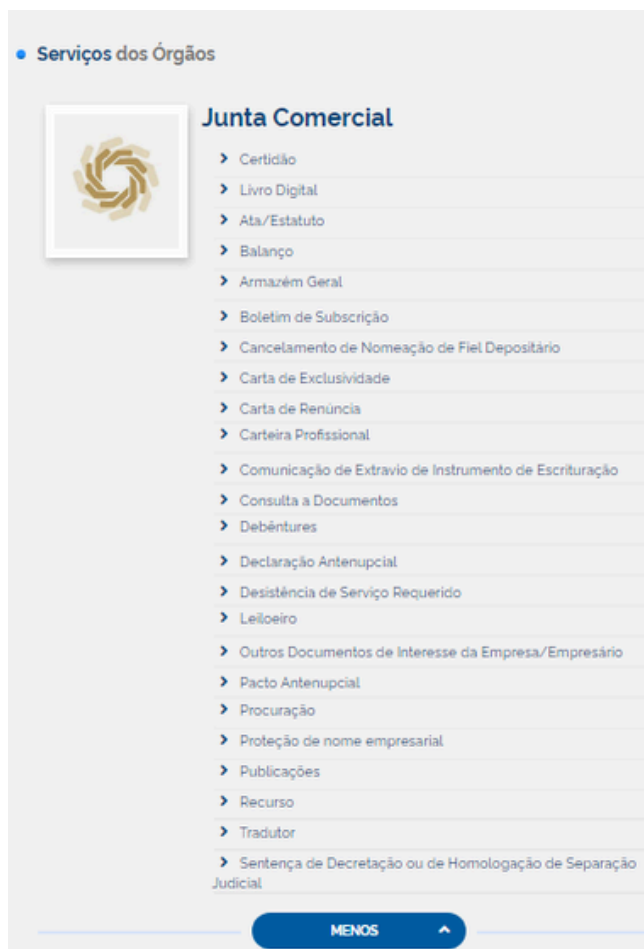 Serviços dos Órgãos
Junta Comercial
Certidão
Livro Digital
Ata/Estatuto
Balanço
Armazém Geral
Boletim de Subscrição
Cancelamento de Nomeação de Fiel Depositário
Carta de Exclusividade
Carta de Renúncia
Carteira Profissional
Comunicação de Extravio de Instrumento de Escrituração
Consulta a Documentos
Debêntures
Declaração Antenupcial
Desistência de Serviço Requerido
Leiloeiro
Outros Documentos de Interesse da Empresa/Empresário
Pacto Antenupcial
Procuração
Proteção de nome empresarial
Publicações
Recurso
Tradutor
Sentença de Decretação ou de Homologação de Separação
Judicial
MENOS